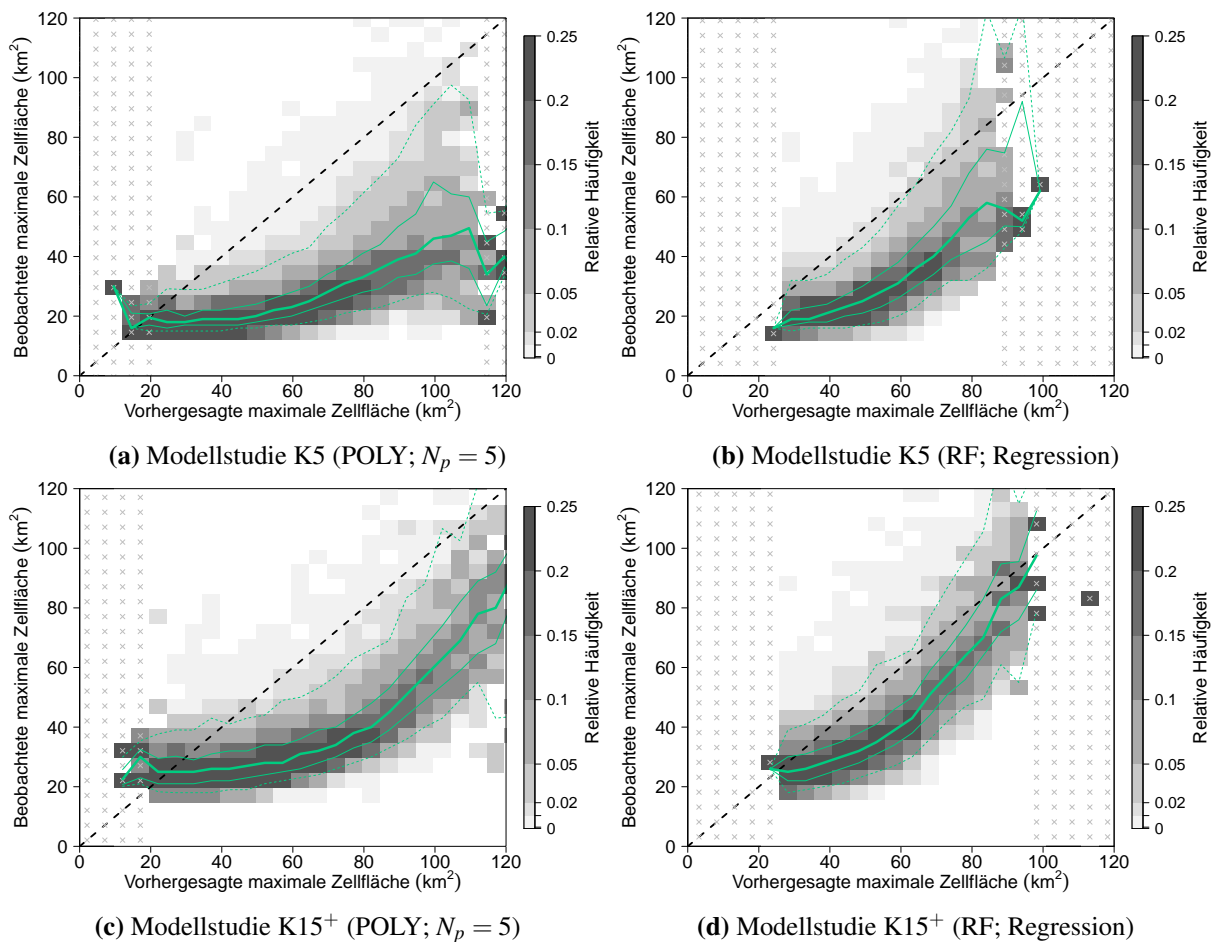 120
100
80
60
40
20
0
Beobachtete maximale Zellfläche (km²)
0 20 40 60 80 100 120
Vorhergesagte maximale Zellfläche (km²)
0.25
0.2
0.15
0.1
0.05
0.02
0
Relative Häufigkeit
(a) Modellstudie K5 (POLY; Nₚ = 5)
120
100
80
60
40
20
0
Beobachtete maximale Zellfläche (km²)
0 20 40 60 80 100 120
Vorhergesagte maximale Zellfläche (km²)
0.25
0.2
0.15
0.1
0.05
0.02
0
Relative Häufigkeit
(b) Modellstudie K5 (RF; Regression)
120
100
80
60
40
20
0
Beobachtete maximale Zellfläche (km²)
0 20 40 60 80 100 120
Vorhergesagte maximale Zellfläche (km²)
0.25
0.2
0.15
0.1
0.05
0.02
0
Relative Häufigkeit
(c) Modellstudie K15⁺ (POLY; Nₚ = 5)
120
100
80
60
40
20
0
Beobachtete maximale Zellfläche (km²)
0 20 40 60 80 100 120
Vorhergesagte maximale Zellfläche (km²)
0.25
0.2
0.15
0.1
0.05
0.02
0
Relative Häufigkeit
(d) Modellstudie K15⁺ (RF; Regression)